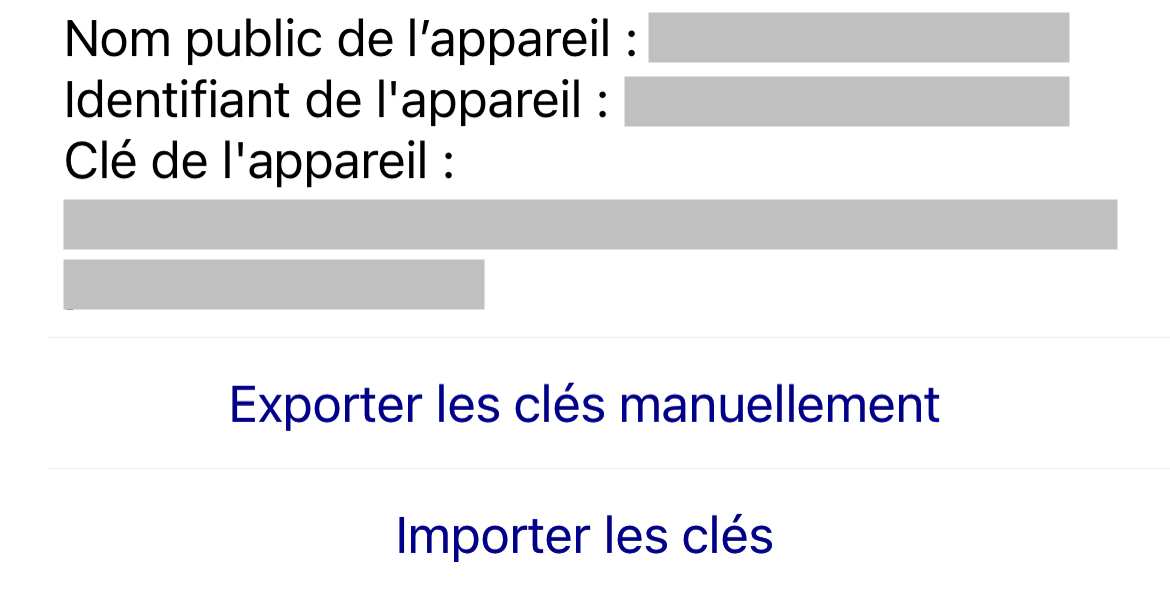 Nom public de l’appareil :
Identifiant de l'appareil :
Clé de l'appareil :
Exporter les clés manuellement
Importer les clés